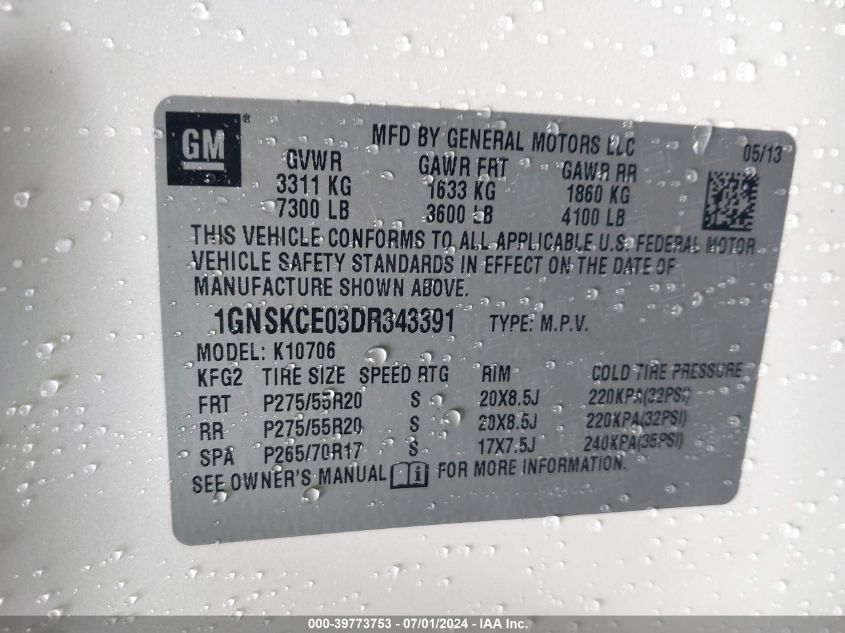 GM ®
MFD BY GENERAL MOTORS LLC
05/13
GVWR GAWR FRT GAWR RR
3311 KG 1633 KG 1860 KG
7300 LB 3600 LB 4100 LB
THIS VEHICLE CONFORMS TO ALL APPLICABLE U.S. FEDERAL MOTOR
VEHICLE SAFETY STANDARDS IN EFFECT ON THE DATE OF
MANUFACTURE SHOWN ABOVE.
1GNSKCE03DR343391 TYPE: M.P.V.
MODEL: K10706
KFG2 TIRE SIZE SPEED RTG RIM COLD TIRE PRESSURE
FRT P275/55R20 S 20X8.5J 220KPA(32PSI)
RR P275/55R20 S 20X8.5J 220KPA(32PSI)
SPA P265/70R17 S 17X7.5J 240KPA(35PSI)
SEE OWNER'S MANUAL i FOR MORE INFORMATION.
000-39773753 - 07/01/2024 - IAA Inc.